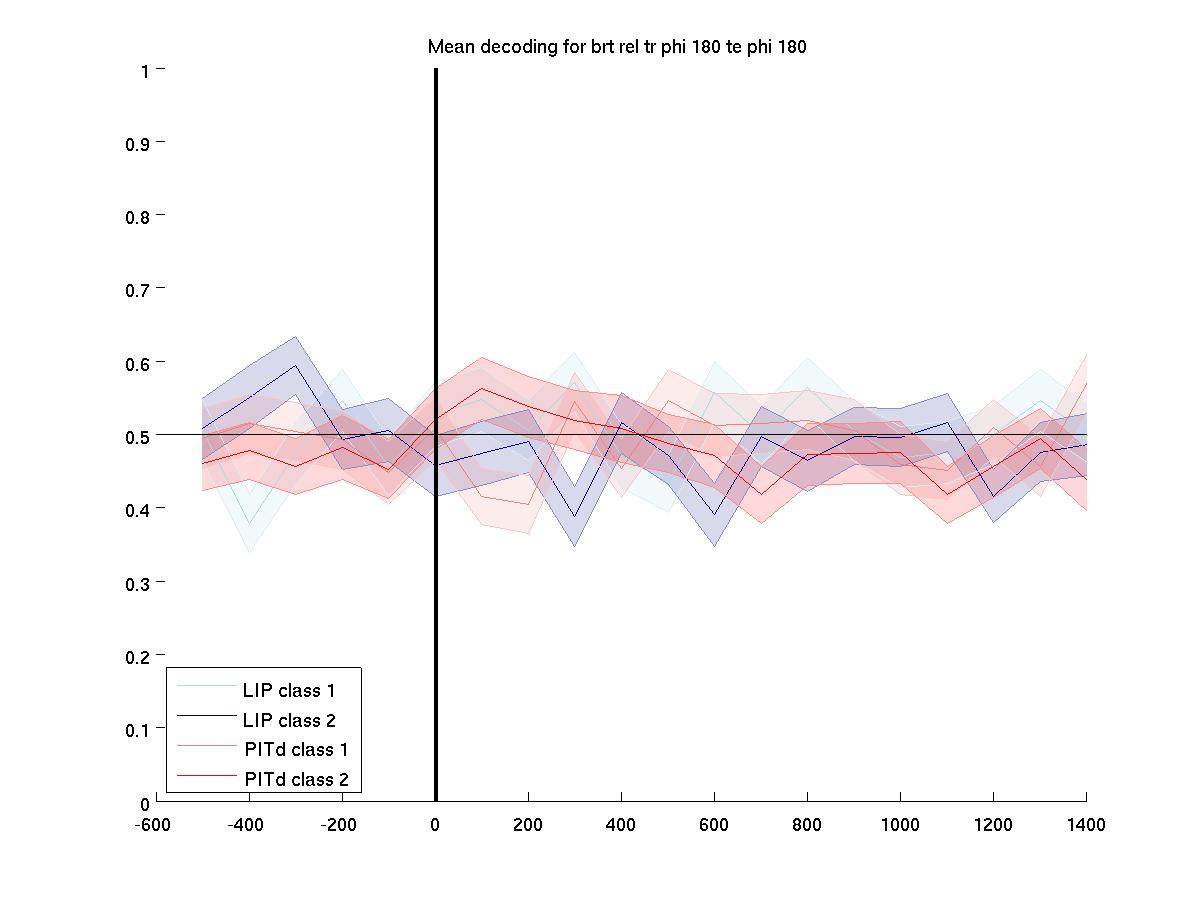 Mean decoding for brt rel tr phi 180 te phi 180
1
0.9
0.8
0.7
0.6
0.5
0.4
0.3
0.2
0.1
0
LIP class 1
LIP class 2
PITd class 1
PITd class 2
-600 -400 -200 0 200 400 600 800 1000 1200 1400